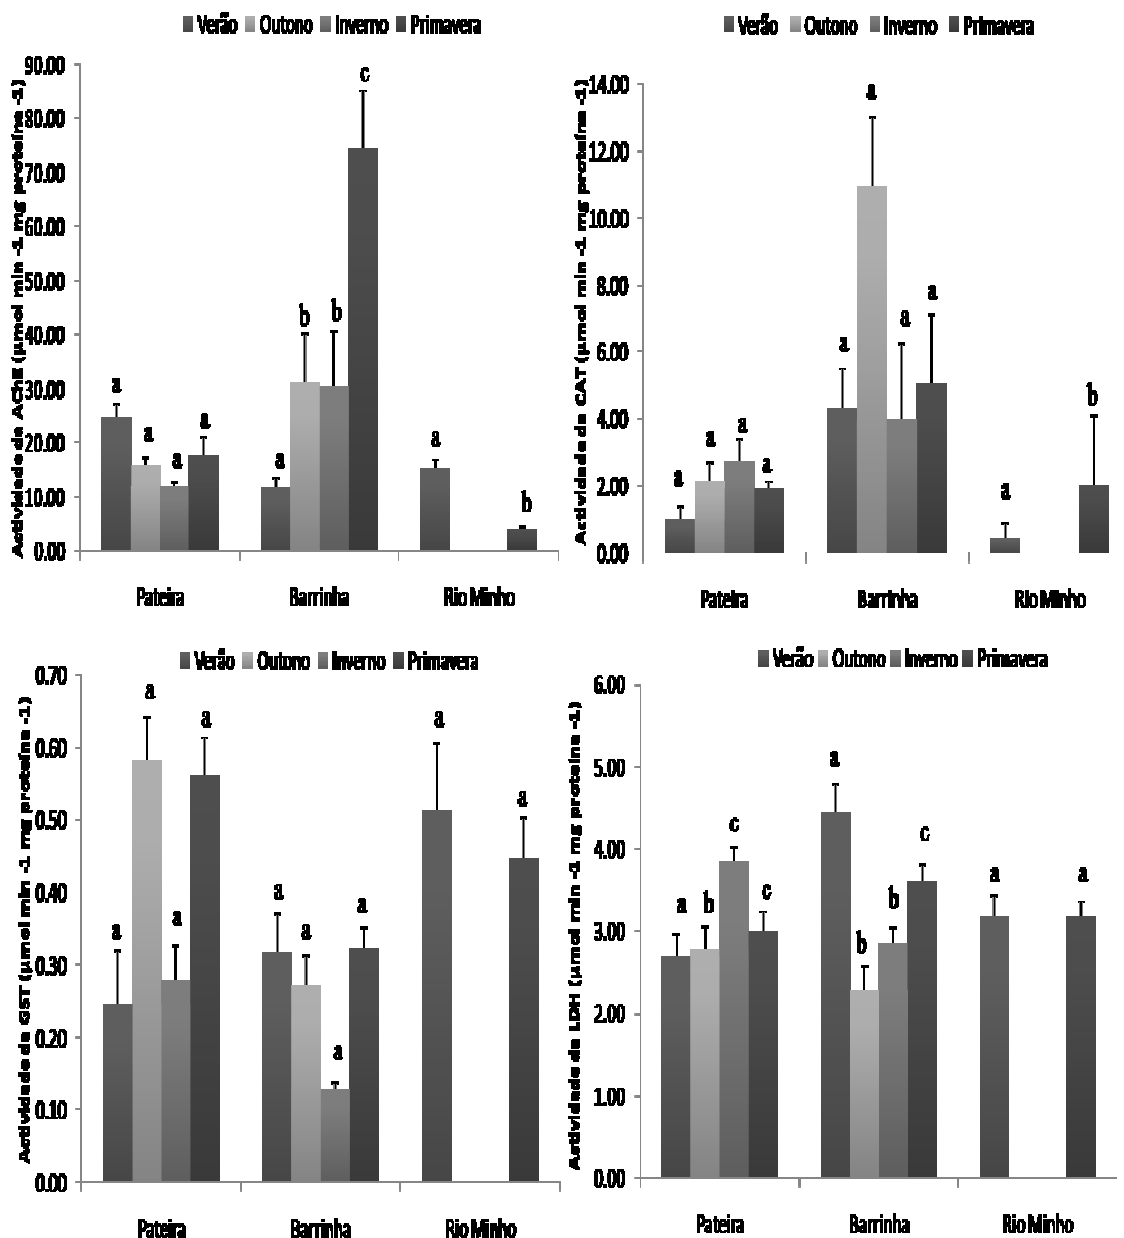 Verão Outono Inverno Primavera
Actividade da AChE (µmol min -1 mg proteína -1)
90.00
80.00
70.00
60.00
50.00
40.00
30.00
20.00
10.00
0.00
a a a a
a b b c
a b
Pateira Barrinha Rio Minho
Verão Outono Inverno Primavera
Actividade da CAT (µmol min -1 mg proteína -1)
14.00
12.00
10.00
8.00
6.00
4.00
2.00
0.00
a a a a
a a a a
a b
Pateira Barrinha Rio Minho
Verão Outono Inverno Primavera
Actividade da GST (µmol min -1 mg proteína -1)
0.70
0.60
0.50
0.40
0.30
0.20
0.10
0.00
a a a a
a a a a
a a
Pateira Barrinha Rio Minho
Verão Outono Inverno Primavera
Actividade da LDH (µmol min -1 mg proteína -1)
6.00
5.00
4.00
3.00
2.00
1.00
0.00
a b c c
a b b c
a a
Pateira Barrinha Rio Minho